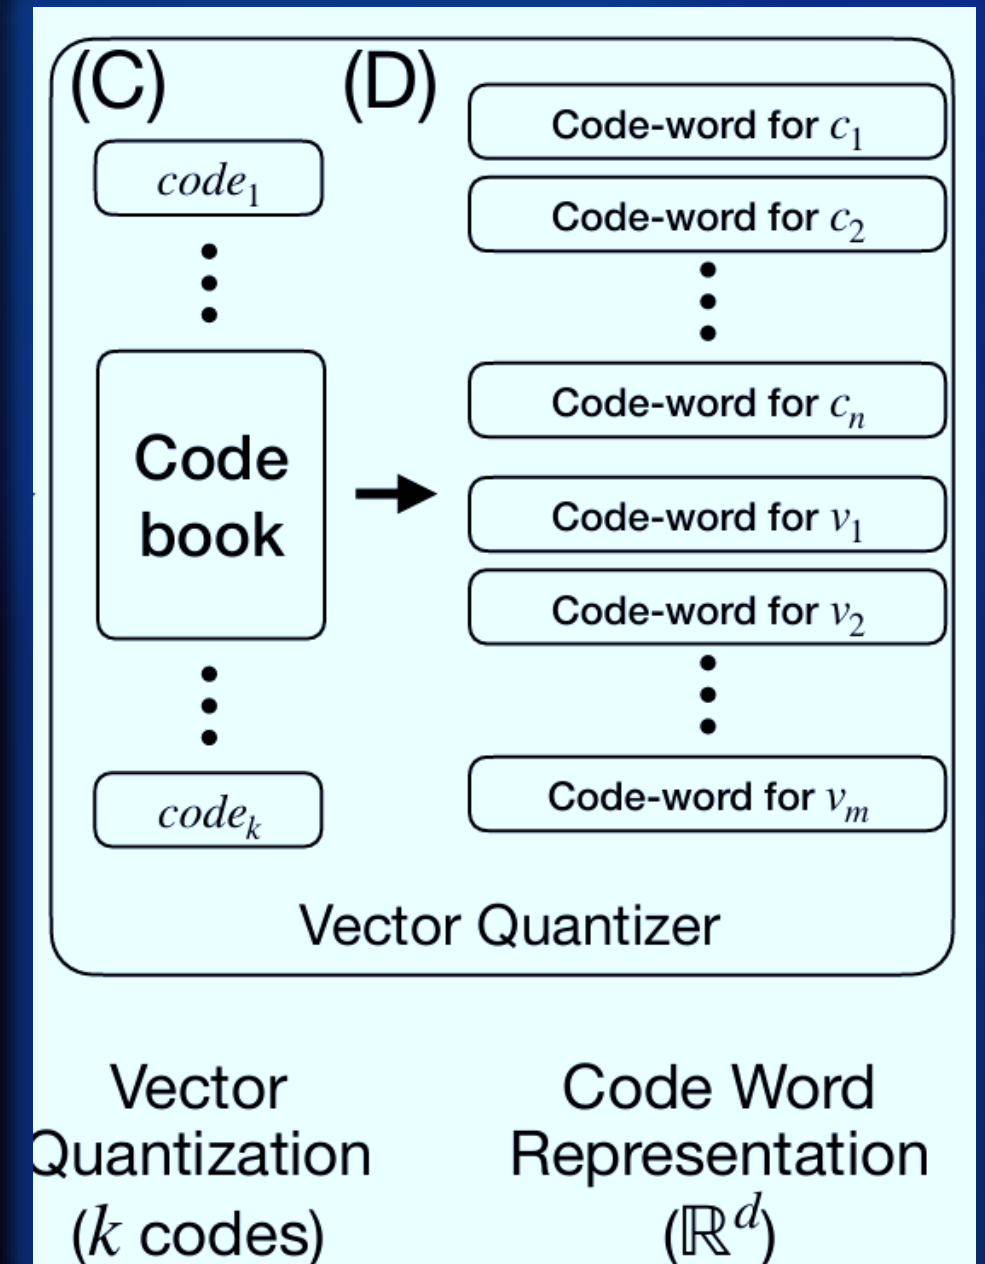 (C)
(D)
code₁
Code
book
codeₖ
Code-word for c₁
Code-word for c₂
Code-word for cₙ
Code-word for v₁
Code-word for v₂
Code-word for vₘ
Vector Quantizer
Vector
Quantization
(k codes)
Code Word
Representation
(ℝᵈ)